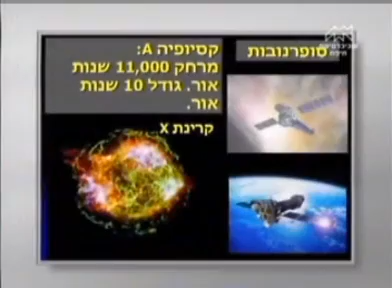 סופרנובות
קסיופיה A:
מרחק 11,000 שנות
אור. גודל 10 שנות
אור.
קרינת X